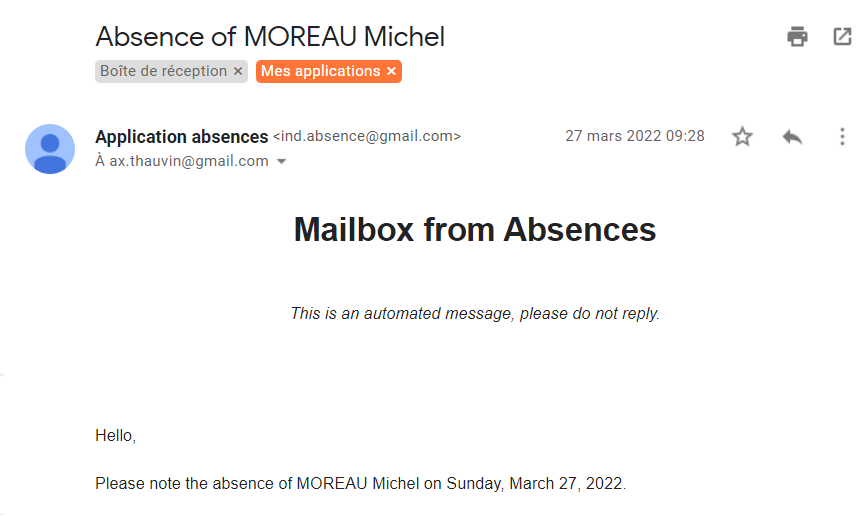 Absence of MOREAU Michel
Boîte de réception ×
Mes applications ×
Application absences <ind.absence@gmail.com>
27 mars 2022 09:28
À ax.thauvin@gmail.com
Mailbox from Absences
This is an automated message, please do not reply.
Hello,
Please note the absence of MOREAU Michel on Sunday, March 27, 2022.